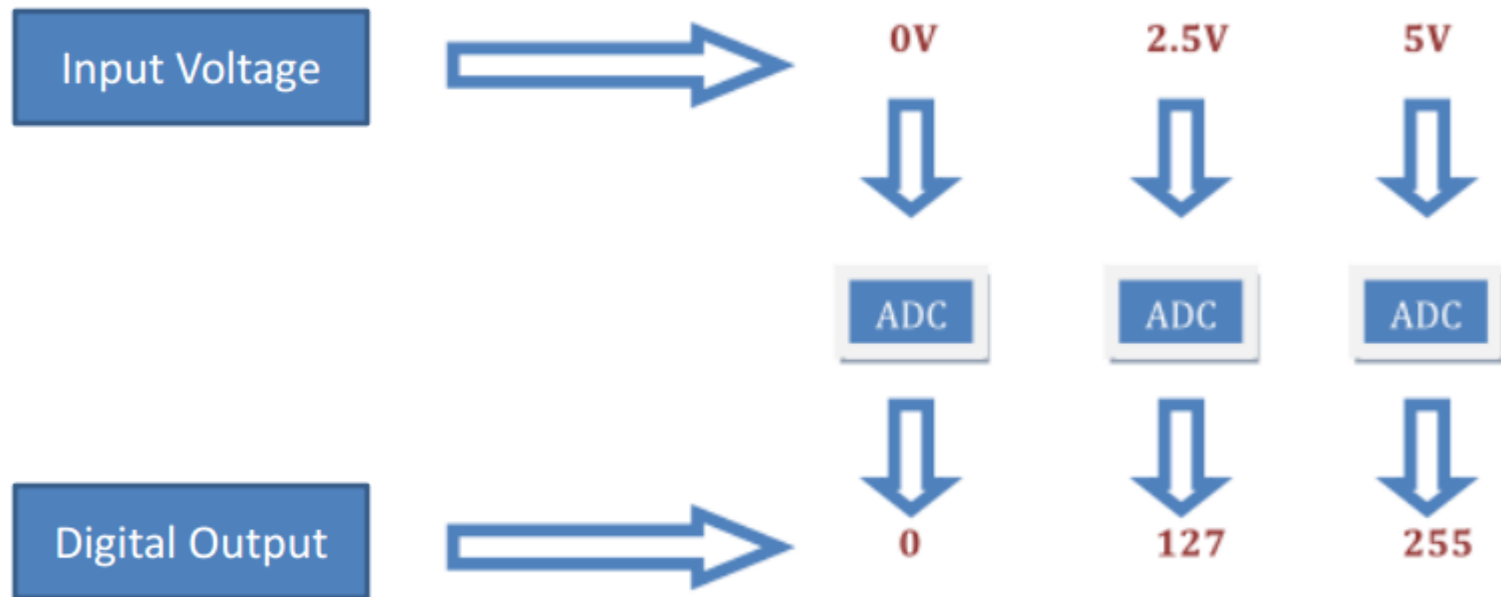 Input Voltage
0V 2.5V 5V
ADC ADC ADC
Digital Output
0 127 255